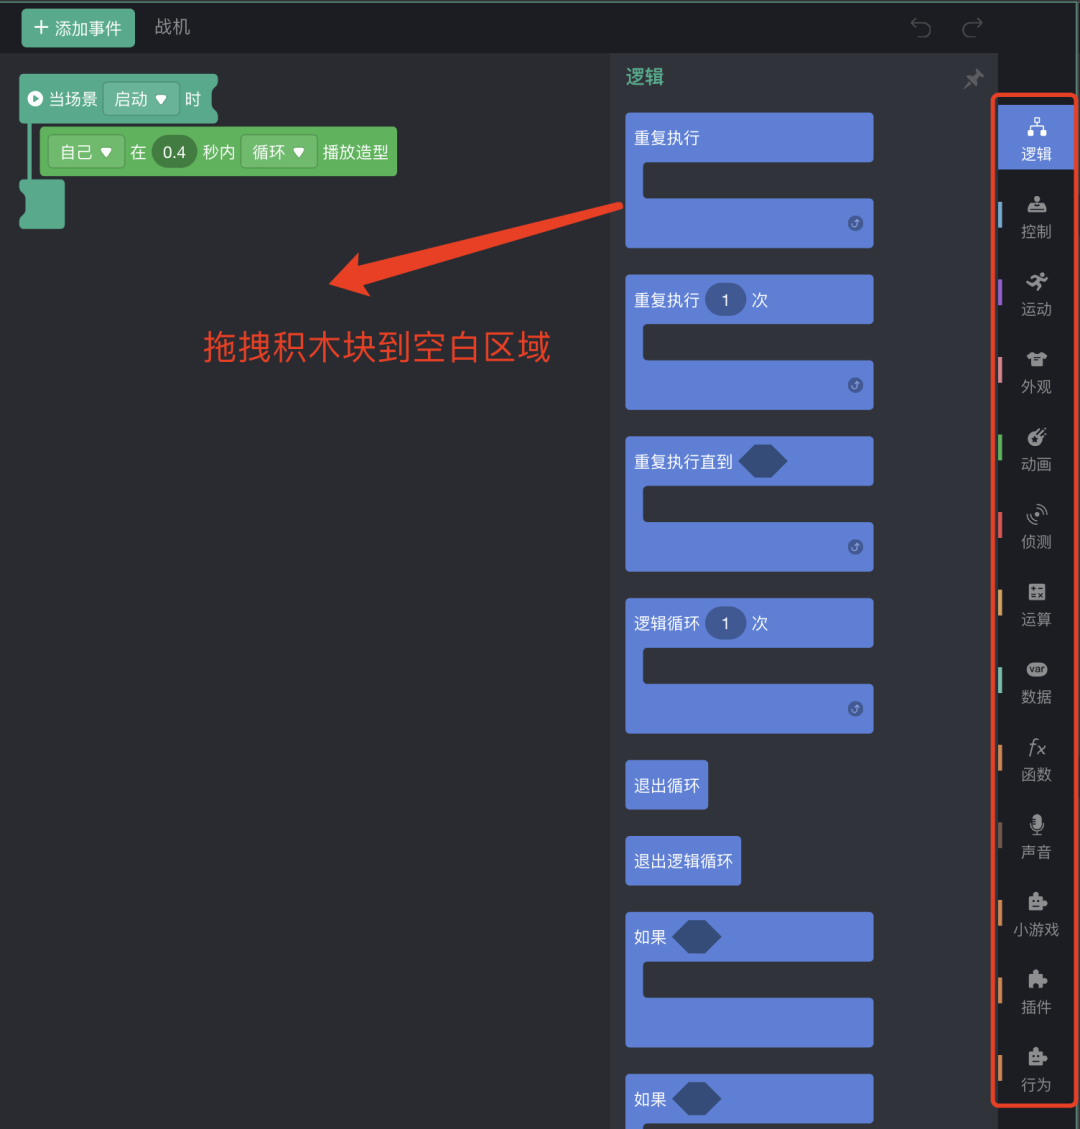 + 添加事件
战机
当场景 启动 时
自己 在 0.4 秒内 循环 播放造型
拖拽积木块到空白区域
逻辑
重复执行
重复执行 1 次
重复执行直到
逻辑循环 1 次
退出循环
退出逻辑循环
如果
如果
逻辑
控制
运动
外观
动画
侦测
运算
var
数据
fx
函数
声音
小游戏
插件
行为